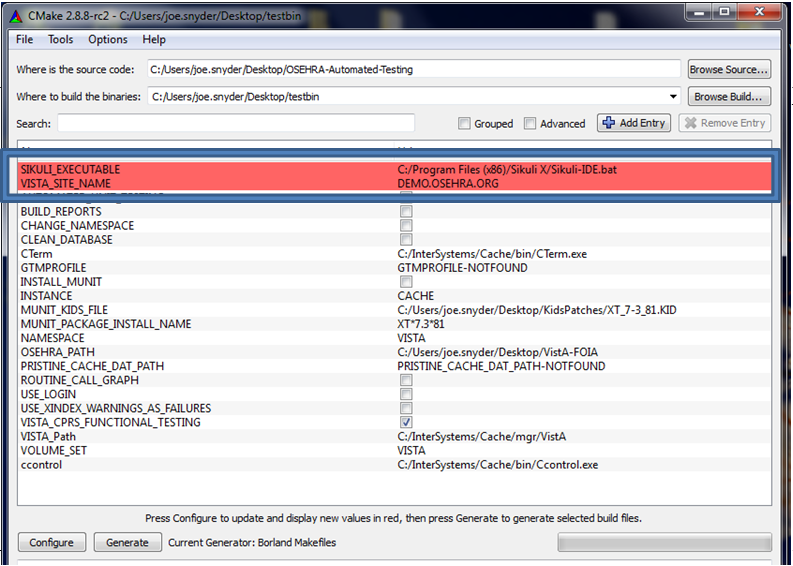 CMake 2.8.8-rc2 - C:/Users/joe.snyder/Desktop/testbin
File Tools Options Help
Where is the source code: C:/Users/joe.snyder/Desktop/OSEHRA-Automated-Testing Browse Source...
Where to build the binaries: C:/Users/joe.snyder/Desktop/testbin Browse Build...
Search: Grouped Advanced Add Entry Remove Entry
SIKULI_EXECUTABLE C:/Program Files (x86)/Sikuli X/Sikuli-IDE.bat
VISTA_SITE_NAME DEMO.OSEHRA.ORG
BUILD_REPORTS
CHANGE_NAMESPACE
CLEAN_DATABASE
CTerm C:/InterSystems/Cache/bin/CTerm.exe
GTMPROFILE GTMPROFILE-NOTFOUND
INSTALL_MUNIT
INSTANCE CACHE
MUNIT_KIDS_FILE C:/Users/joe.snyder/Desktop/KidsPatches/XT_7-3_81.KID
MUNIT_PACKAGE_INSTALL_NAME XT*7.3*81
NAMESPACE VISTA
OSEHRA_PATH C:/Users/joe.snyder/Desktop/VistA-FOIA
PRISTINE_CACHE_DAT_PATH PRISTINE_CACHE_DAT_PATH-NOTFOUND
ROUTINE_CALL_GRAPH
USE_LOGIN
USE_XINDEX_WARNINGS_AS_FAILURES
VISTA_CPRS_FUNCTIONAL_TESTING
VISTA_Path C:/InterSystems/Cache/mgr/VistA
VOLUME_SET VISTA
ccontrol C:/InterSystems/Cache/bin/Ccontrol.exe
Press Configure to update and display new values in red, then press Generate to generate selected build files.
Configure Generate Current Generator: Borland Makefiles